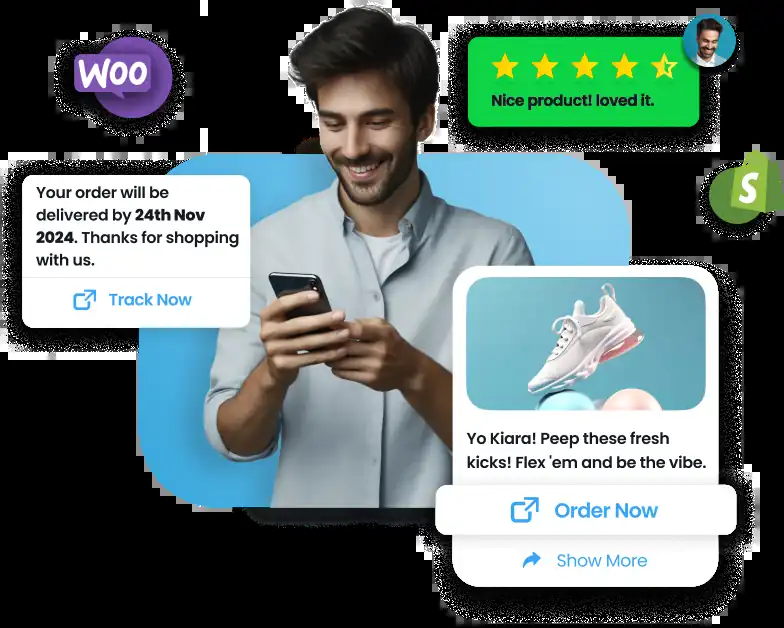 Woo
Nice product! loved it.
S
Your order will be
delivered by 24th Nov
2024. Thanks for shopping
with us.
Track Now
Yo Kiara! Peep these fresh
kicks! Flex 'em and be the vibe.
Order Now
Show More